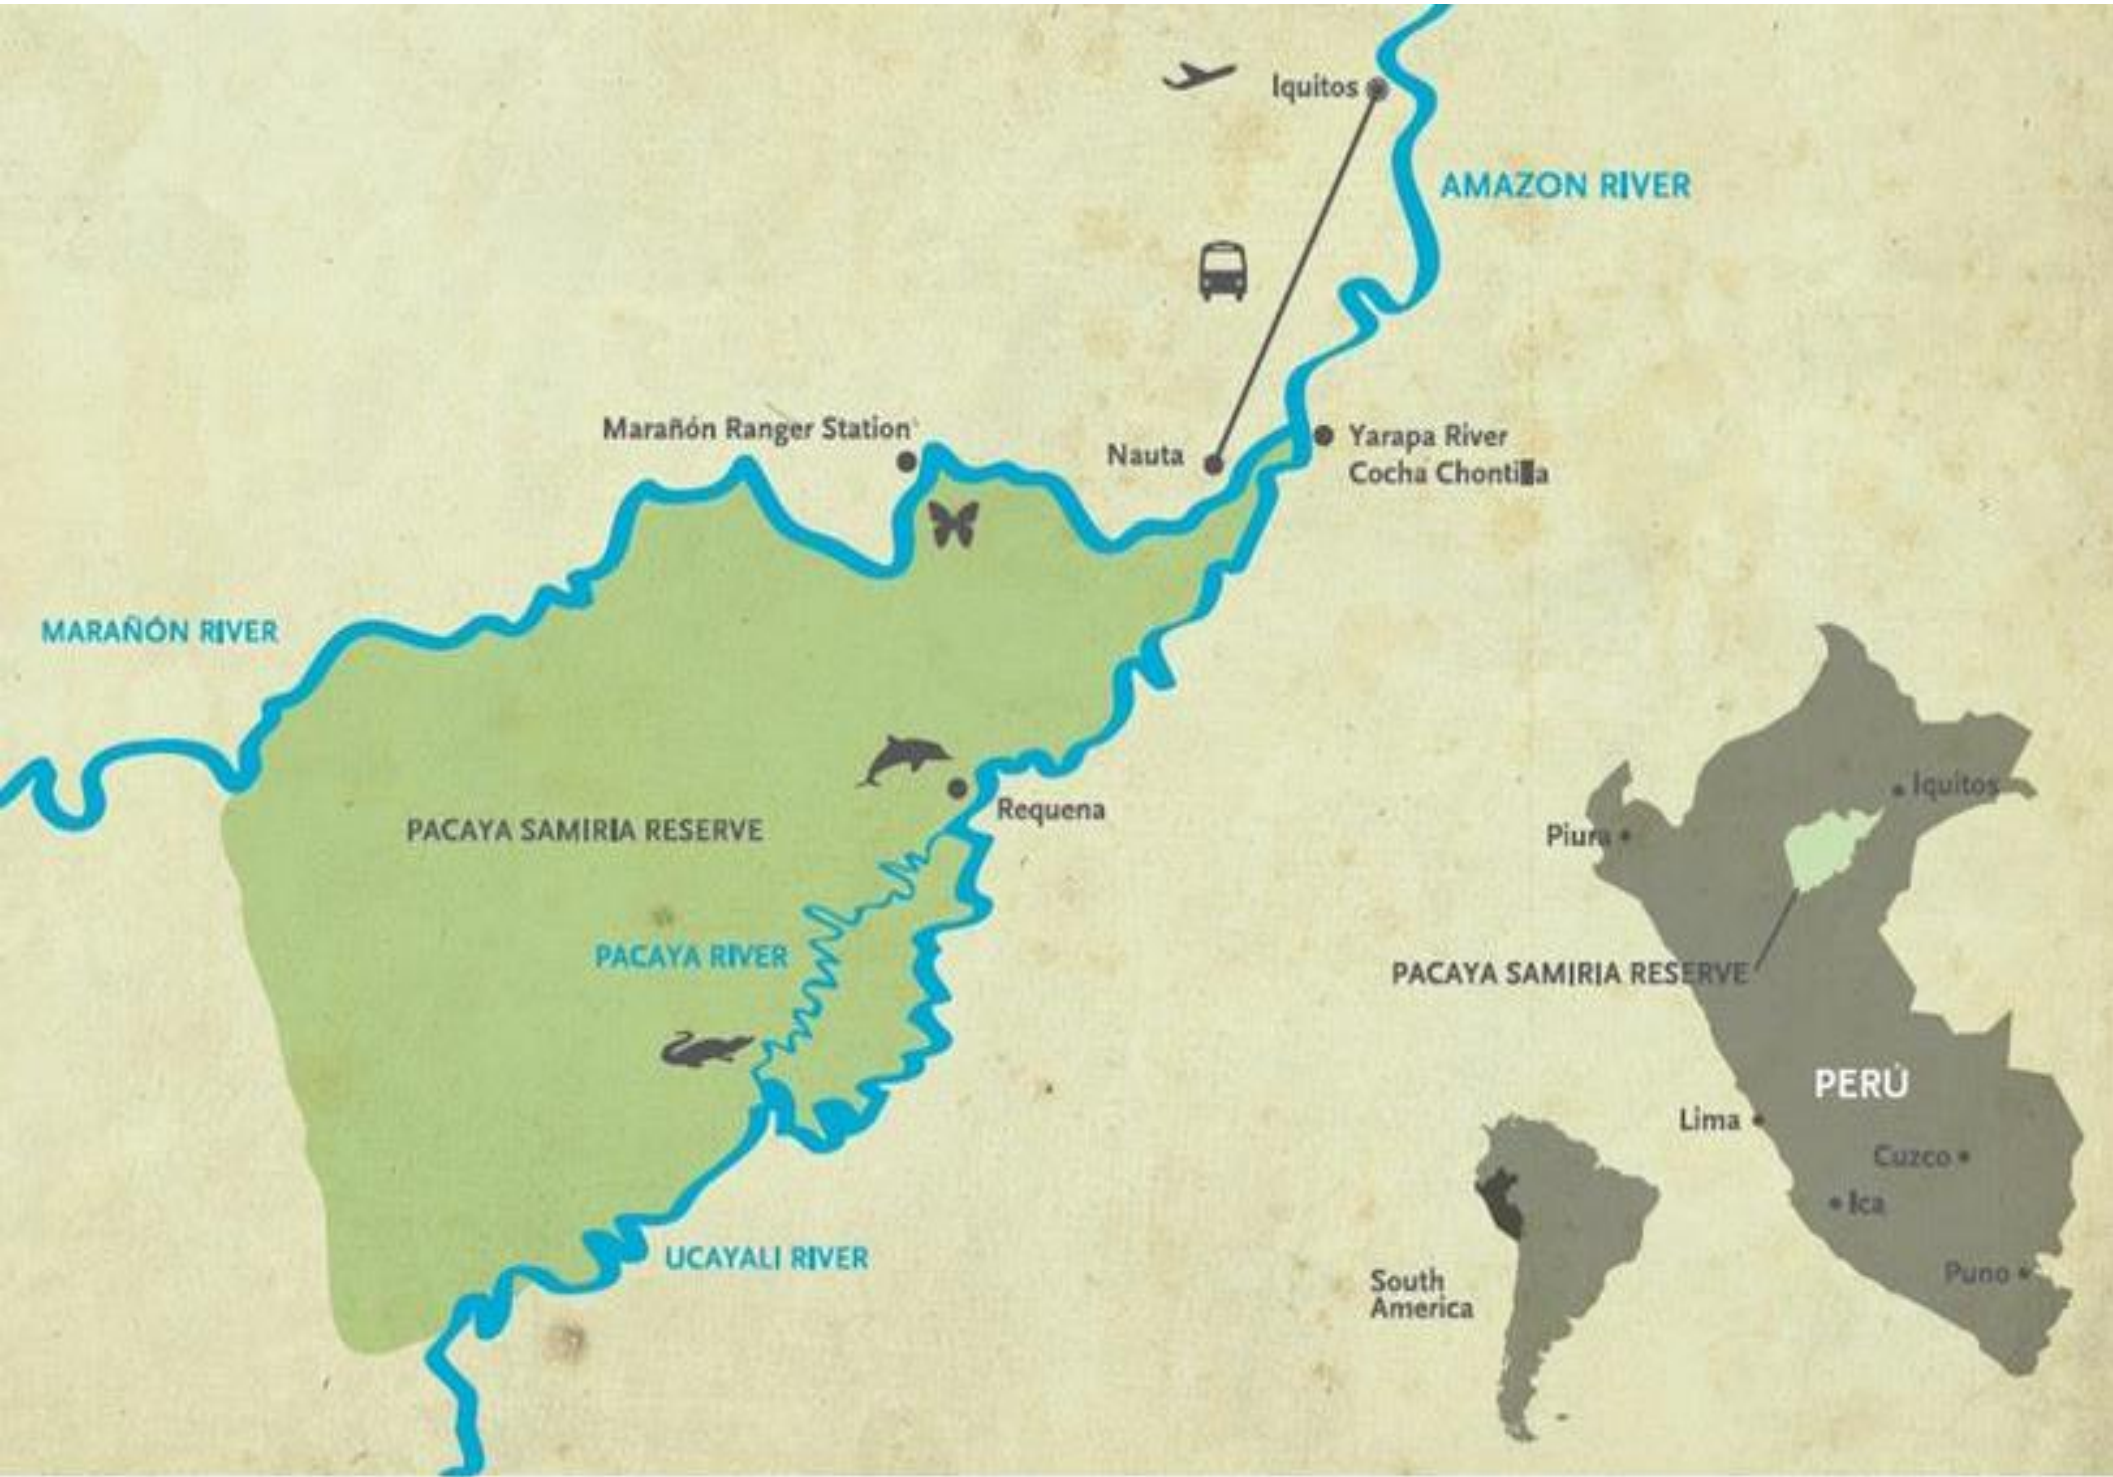 Iquitos
AMAZON RIVER
Marañón Ranger Station
Nauta
Yarapa River
Cocha
MARAÑÓN RIVER
Requena
PACAYA SAMIRIA RESERVE
PACAYA RIVER
UCAYALI RIVER
Iquitos
Piura
PACAYA SAMIRIA RESERVE
PERÚ
Lima
Cuzco
Ica
Puno
South
America